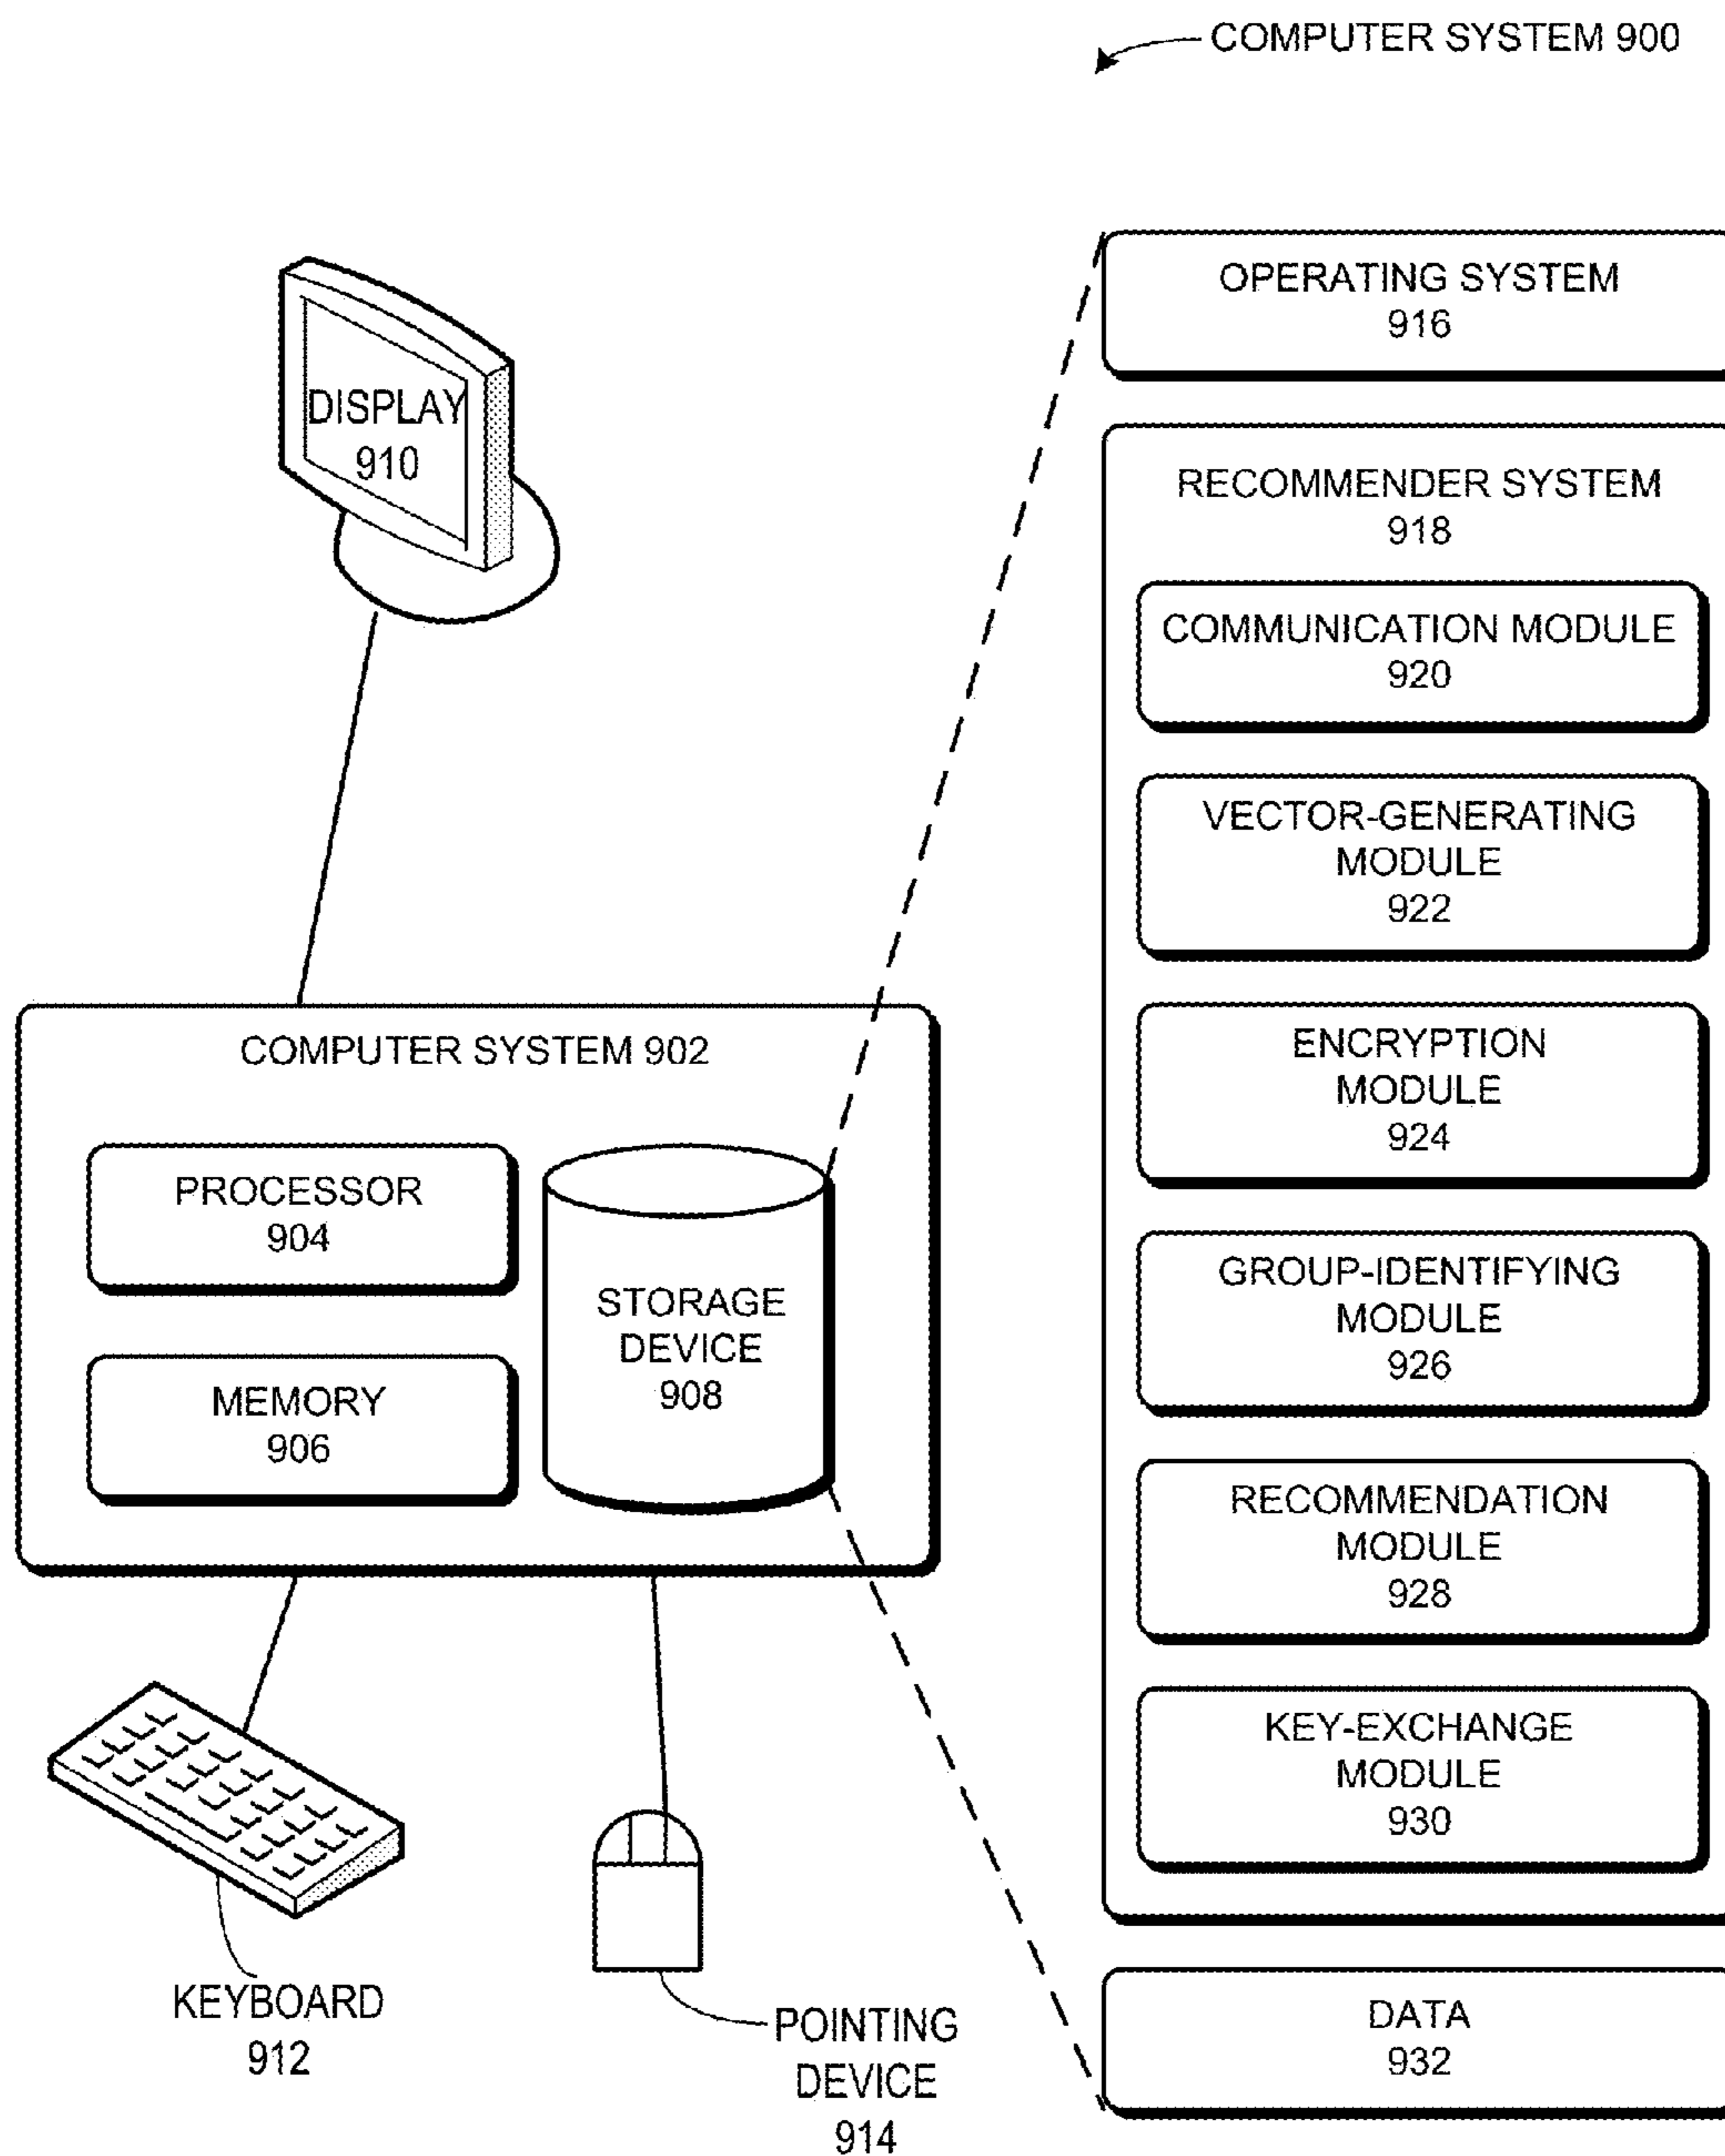 COMPUTER SYSTEM 900
DISPLAY
910
COMPUTER SYSTEM 902
PROCESSOR
904
MEMORY
906
STORAGE
DEVICE
908
KEYBOARD
912
POINTING
DEVICE
914
OPERATING SYSTEM
916
RECOMMENDER SYSTEM
918
COMMUNICATION MODULE
920
VECTOR-GENERATING
MODULE
922
ENCRYPTION
MODULE
924
GROUP-IDENTIFYING
MODULE
926
RECOMMENDATION
MODULE
928
KEY-EXCHANGE
MODULE
930
DATA
932